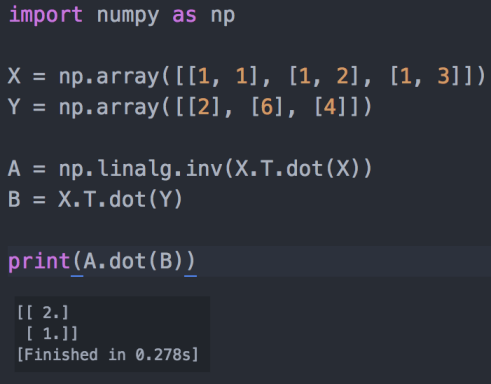 import numpy as np
X = np.array([[1, 1], [1, 2], [1, 3]])
Y = np.array([[2], [6], [4]])
A = np.linalg.inv(X.T.dot(X))
B = X.T.dot(Y)
print(A.dot(B))
[[ 2.]
 [ 1.]]
[Finished in 0.278s]